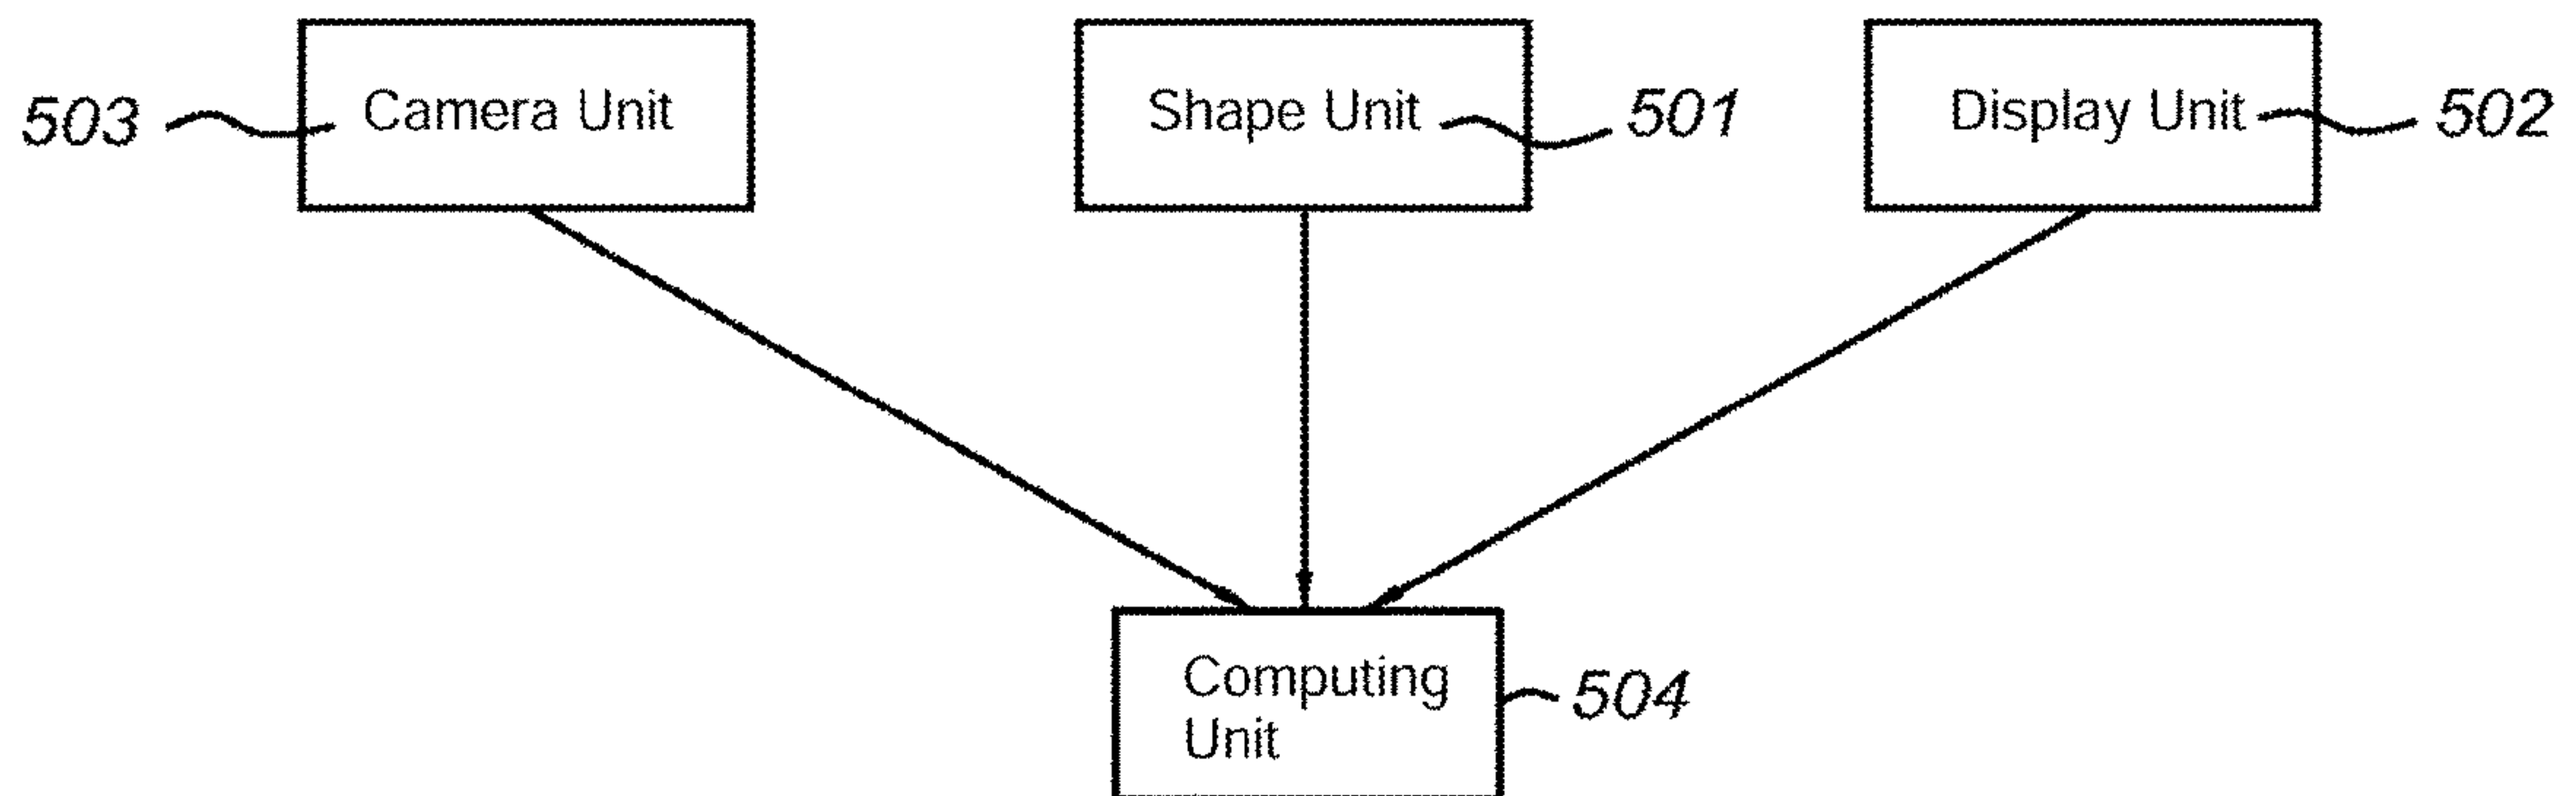 503 Camera Unit
Shape Unit 501
Display Unit 502
Computing
Unit
504